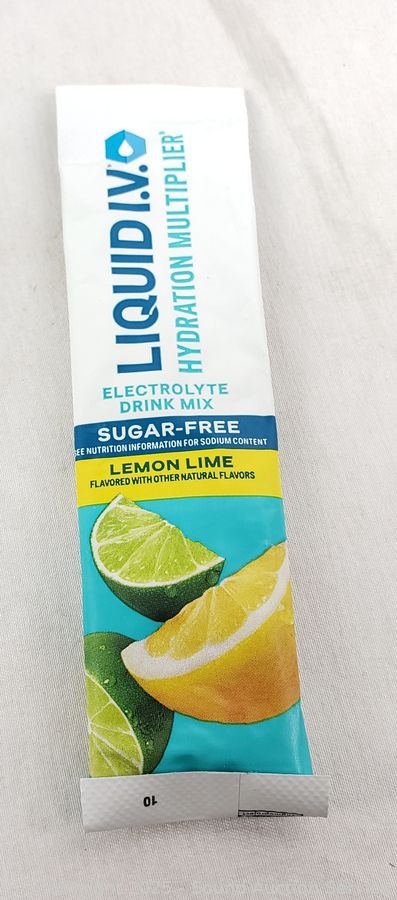 LIQUID I.V.
HYDRATION MULTIPLIER®
ELECTROLYTE
DRINK MIX
SUGAR-FREE
SEE NUTRITION INFORMATION FOR SODIUM CONTENT
LEMON LIME
FLAVORED WITH OTHER NATURAL FLAVORS
10